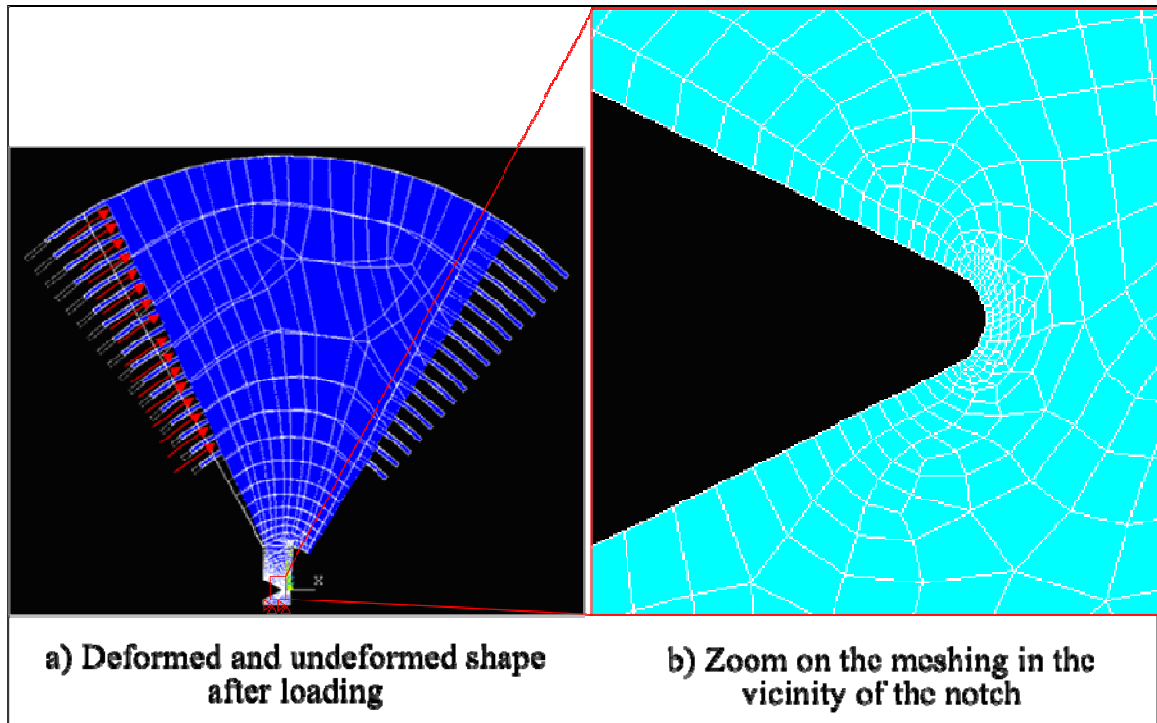 X
a) Deformed and undeformed shape
after loading
b) Zoom on the meshing in the
vicinity of the notch